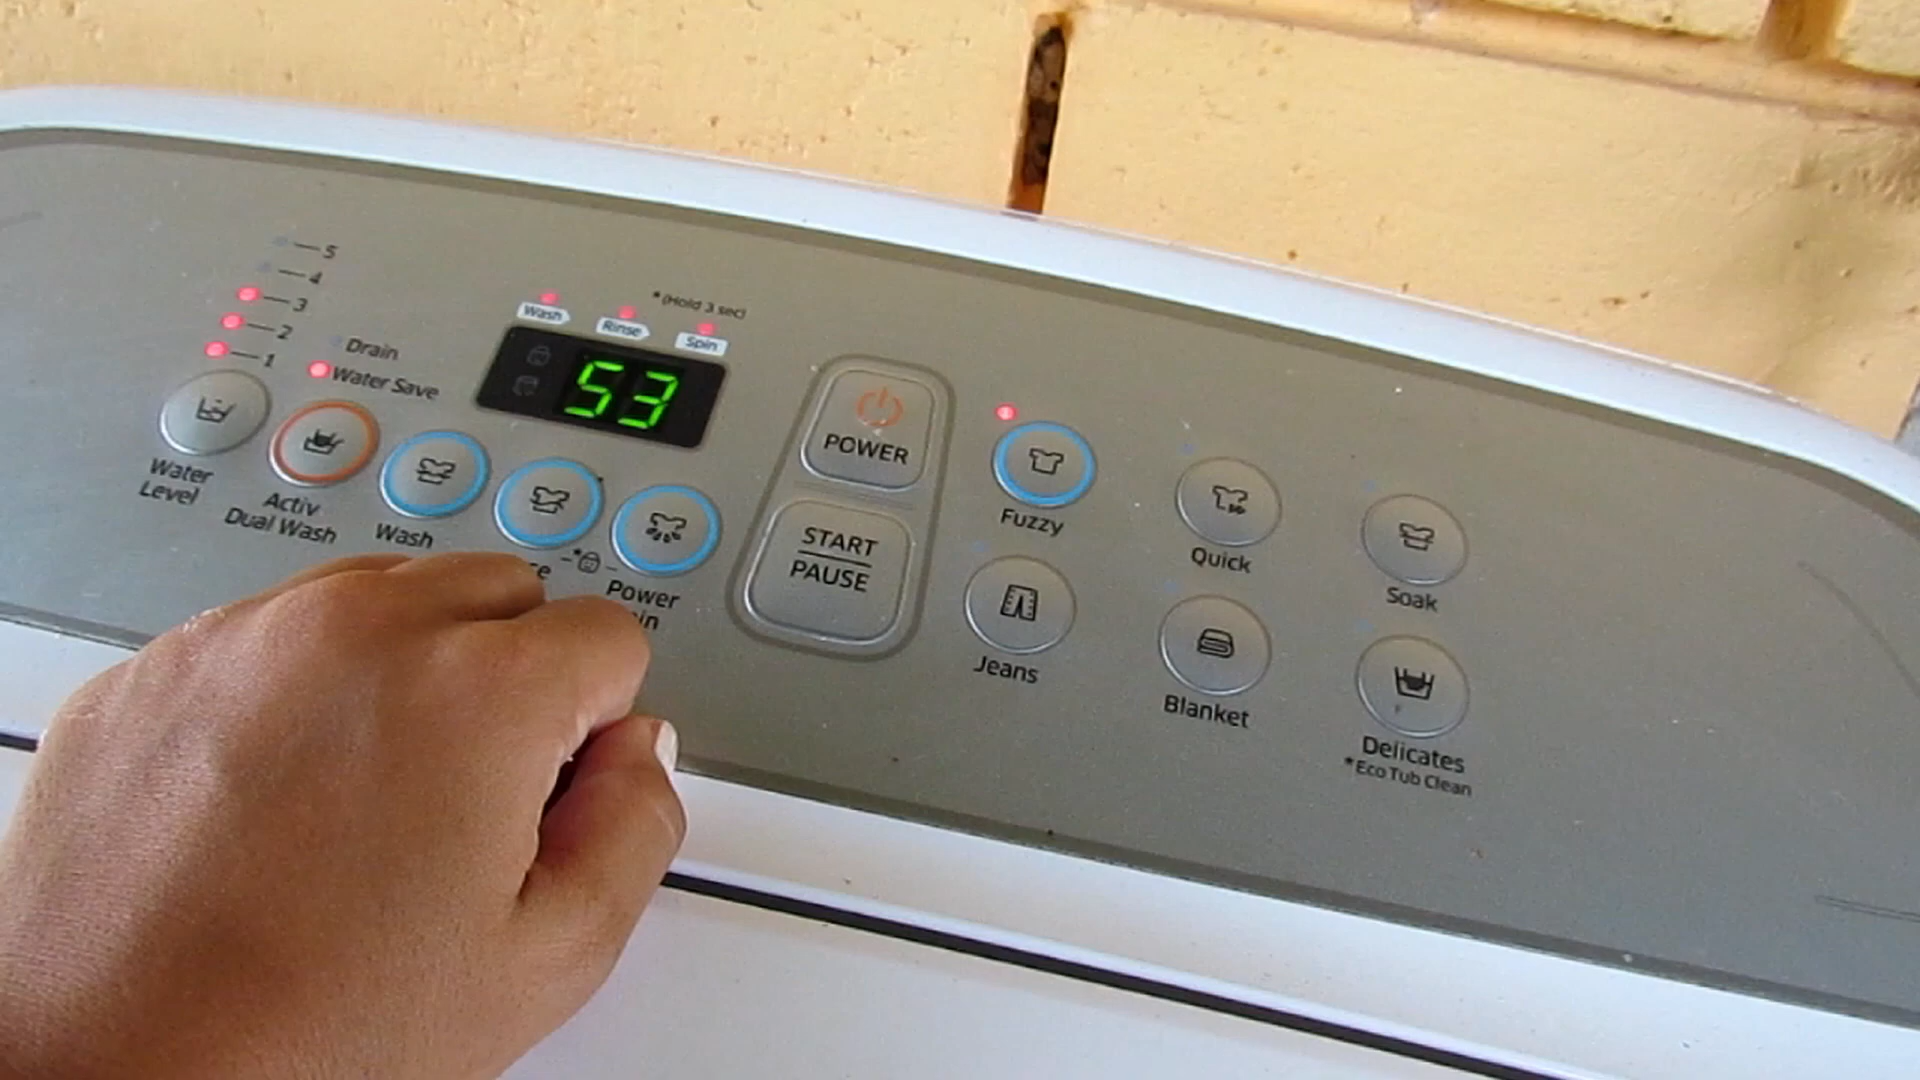 5
4
3
2
1
Drain
Water Save
* (Hold 3 sec)
Wash
Rinse
Spin
53
Water
Level
Activ
Dual Wash
Wash
Power
POWER
START
PAUSE
Fuzzy
Quick
Soak
Jeans
Blanket
Delicates
*Eco Tub Clean